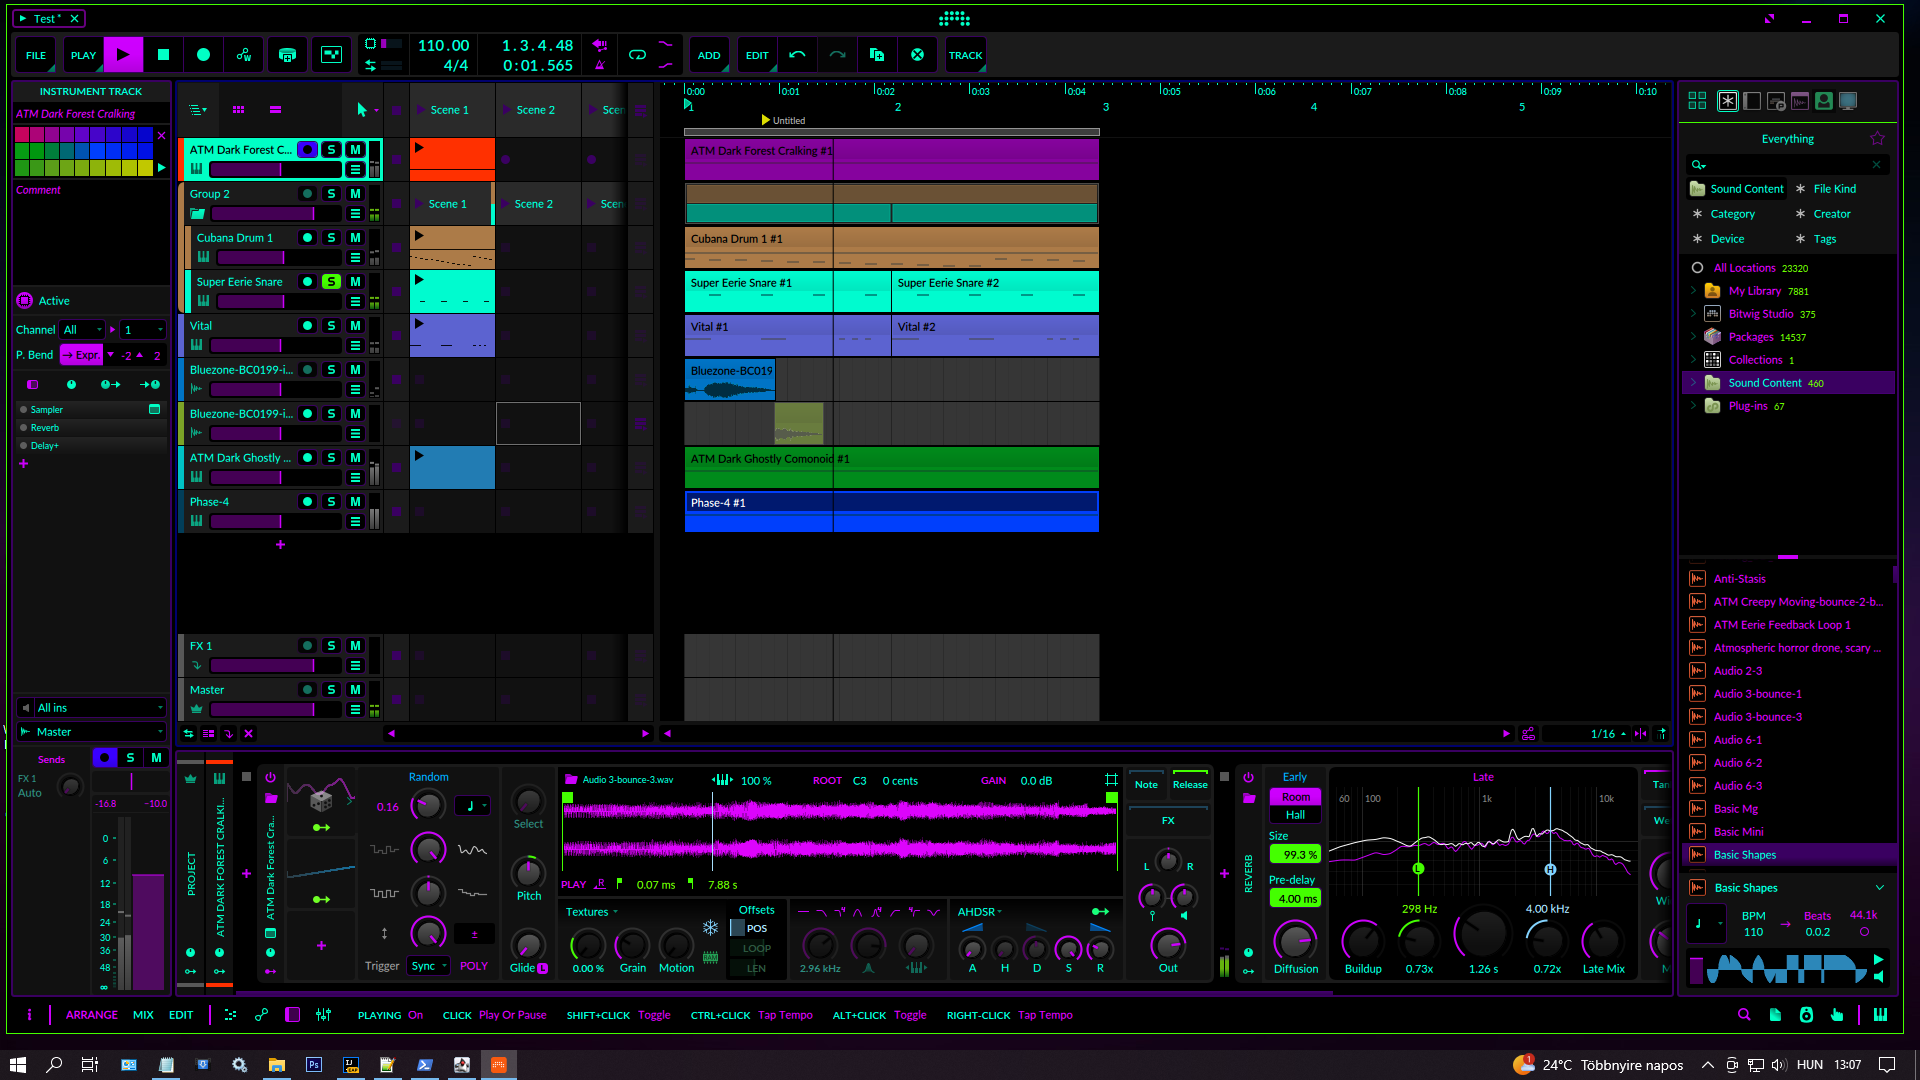 Test *
FILE
PLAY
110.00
4/4
1.3.4.48
0:01.565
ADD
EDIT
TRACK
INSTRUMENT TRACK
ATM Dark Forest Cralking
Comment
Active
Channel All 1
P. Bend Expr. -2 2
Sampler
Reverb
Delay+
All ins
Master
Sends
FX 1
Auto
S M
-16.8 -10.0
0
6
12
18
24
30
36
48
∞
Scene 1 Scene 2 Scen
ATM Dark Forest C... S M
Group 2 S M
Scene 1 Scene 2 Scen
Cubana Drum 1 S M
Super Eerie Snare S M
Vital S M
Bluezone-BC0199-i... S M
Bluezone-BC0199-i... S M
ATM Dark Ghostly ... S M
Phase-4 S M
FX 1 S M
Master S M
0:00 0:01 0:02 0:03 0:04 0:05 0:06 0:07 0:08 0:09 0:10
1 2 3 4 5
Untitled
ATM Dark Forest Cralking #1
Cubana Drum 1 #1
Super Eerie Snare #1 Super Eerie Snare #2
Vital #1 Vital #2
Bluezone-BC019
ATM Dark Ghostly Comonoid #1
Phase-4 #1
1/16
Everything
Sound Content File Kind
Category Creator
Device Tags
All Locations 23320
My Library 7881
Bitwig Studio 375
Packages 14537
Collections 1
Sound Content 460
Plug-ins 67
Anti-Stasis
ATM Creepy Moving-bounce-2-b...
ATM Eerie Feedback Loop 1
Atmospheric horror drone, scary ...
Audio 2-3
Audio 3-bounce-1
Audio 3-bounce-3
Audio 6-1
Audio 6-2
Audio 6-3
Basic Mg
Basic Mini
Basic Shapes
Basic Shapes
BPM
110
Beats
0.0.2
44.1k
PROJECT
ATM DARK FOREST CRALKI...
ATM Dark Forest Cra...
Random
0.16
Trigger Sync POLY
±
Select
Pitch
Glide L
Audio 3-bounce-3.wav 100 % ROOT C3 0 cents GAIN 0.0 dB
PLAY R 0.07 ms 7.88 s
Textures
0.00 % Grain Motion
Offsets
POS
LOOP
LEN
2.96 kHz
AHDSR
A H D S R
Note Release
FX
L R
Out
REVERB
Early
Room
Hall
Size
99.3 %
Pre-delay
4.00 ms
Diffusion
Late
60 100 1k 10k
L H
298 Hz 4.00 kHz
Buildup 0.73x 1.26 s 0.72x Late Mix
Tan
We
Wi
M
ARRANGE MIX EDIT
PLAYING On CLICK Play Or Pause SHIFT+CLICK Toggle CTRL+CLICK Tap Tempo ALT+CLICK Toggle RIGHT-CLICK Tap Tempo
Ps
IJ
EAP
1
24°C Többnyire napos
HUN
13:07